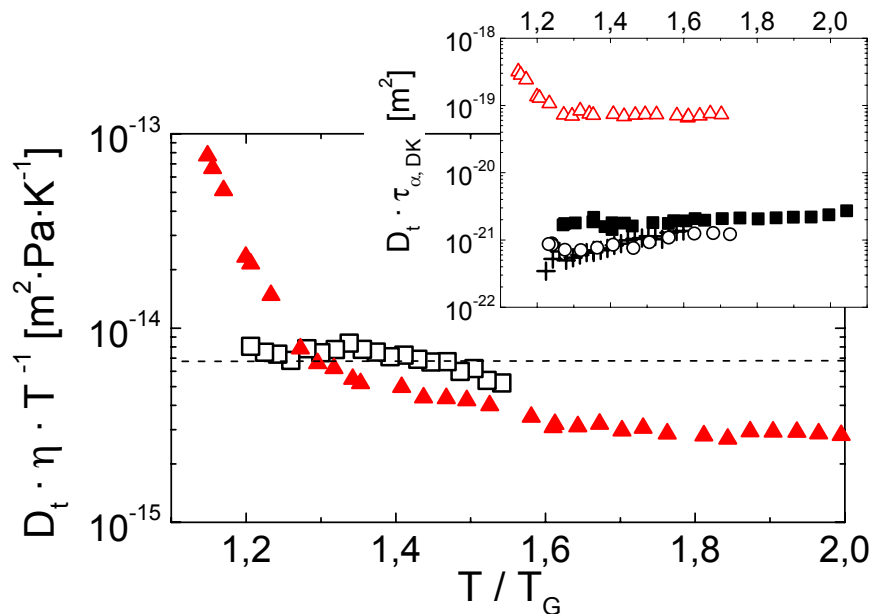 1,2 1,4 1,6 1,8 2,0
10^-18
10^-19
10^-20
10^-21
10^-22
D_t · τ_α, DK [m²]
10^-13
10^-14
10^-15
D_t · η · T^-1 [m²·Pa·K^-1]
1,2 1,4 1,6 1,8 2,0
T / T_G